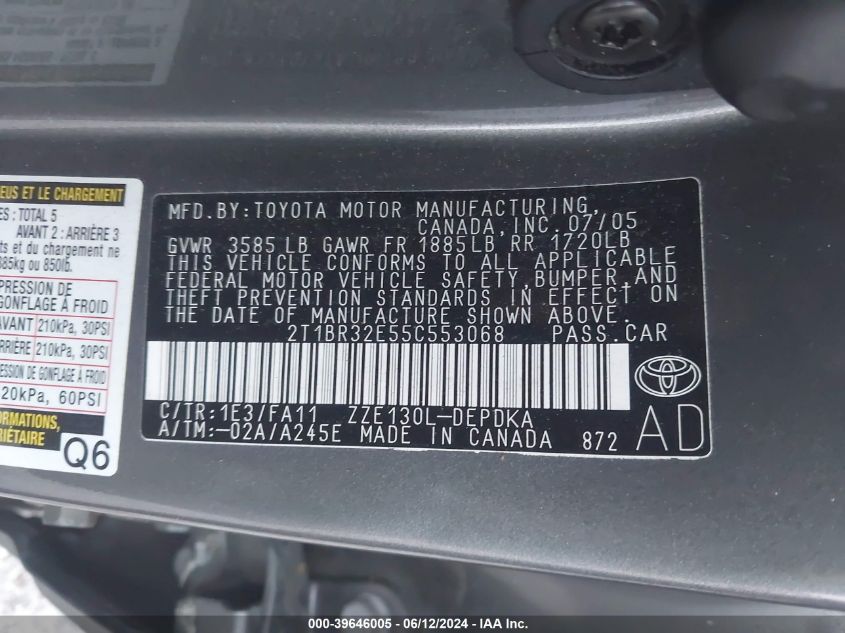 EUS ET LE CHARGEMENT
ES : TOTAL 5
AVANT 2 : ARRIÈRE 3
nts et du chargement ne
385kg ou 850lb.
PRESSION DE
GONFLAGE À FROID
AVANT 210kPa, 30PSI
ARRIÈRE 210kPa, 30PSI
ESSION DE GONFLAGE À FROID
20kPa, 60PSI
ORMATIONS,
RIÉTAIRE
Q6
MFD. BY: TOYOTA MOTOR MANUFACTURING,
CANADA, INC. 07/05
GVWR 3585 LB GAWR FR 1885LB RR 1720LB
THIS VEHICLE CONFORMS TO ALL APPLICABLE
FEDERAL MOTOR VEHICLE SAFETY, BUMPER, AND
THEFT PREVENTION STANDARDS IN EFFECT ON
THE DATE OF MANUFACTURE SHOWN ABOVE.
2T1BR32E55C553068 PASS. CAR
C/TR: 1E3/FA11 ZZE130L-DEPDKA
A/TM: -02A/A245E MADE IN CANADA 872
AD
000-39646005 - 06/12/2024 - IAA Inc.